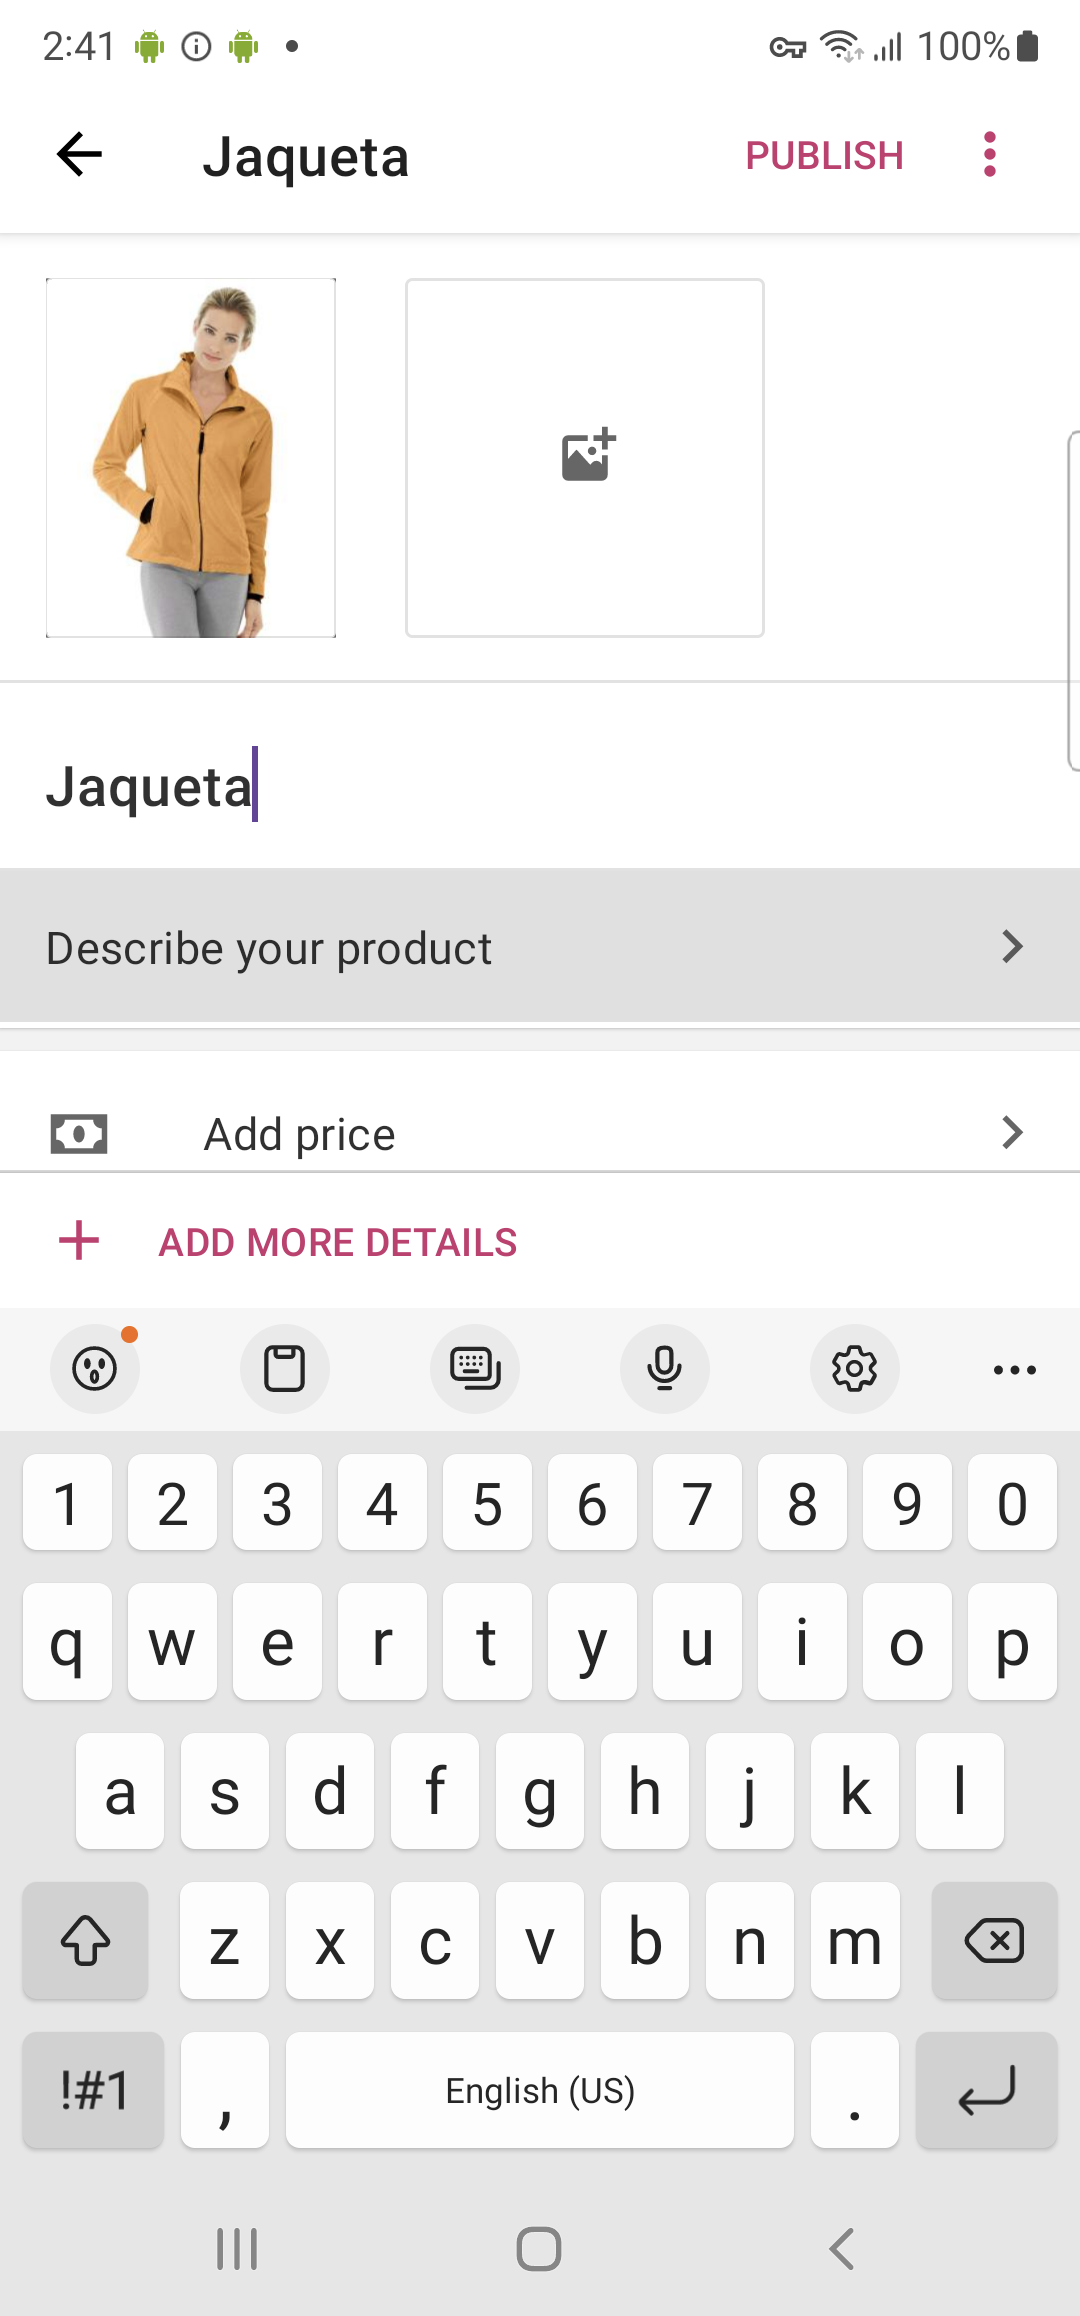 2:41 100%
Jaqueta PUBLISH
Jaqueta
Describe your product
Add price
ADD MORE DETAILS
1 2 3 4 5 6 7 8 9 0
q w e r t y u i o p
a s d f g h j k l
z x c v b n m
!#1 , English (US) .